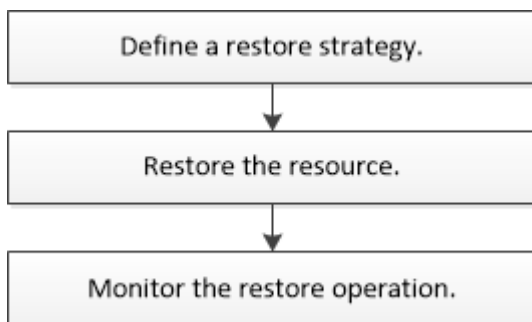 Define a restore strategy.
Restore the resource.
Monitor the restore operation.